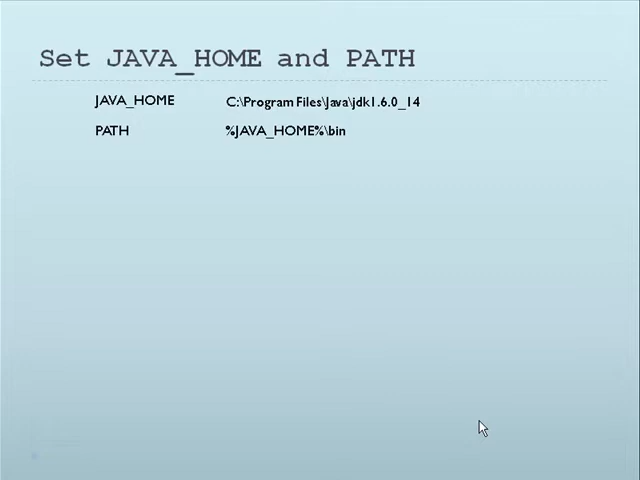 Set JAVA_HOME and PATH
JAVA_HOME C:\Program Files\Java\jdk1.6.0_14
PATH %JAVA_HOME%\bin